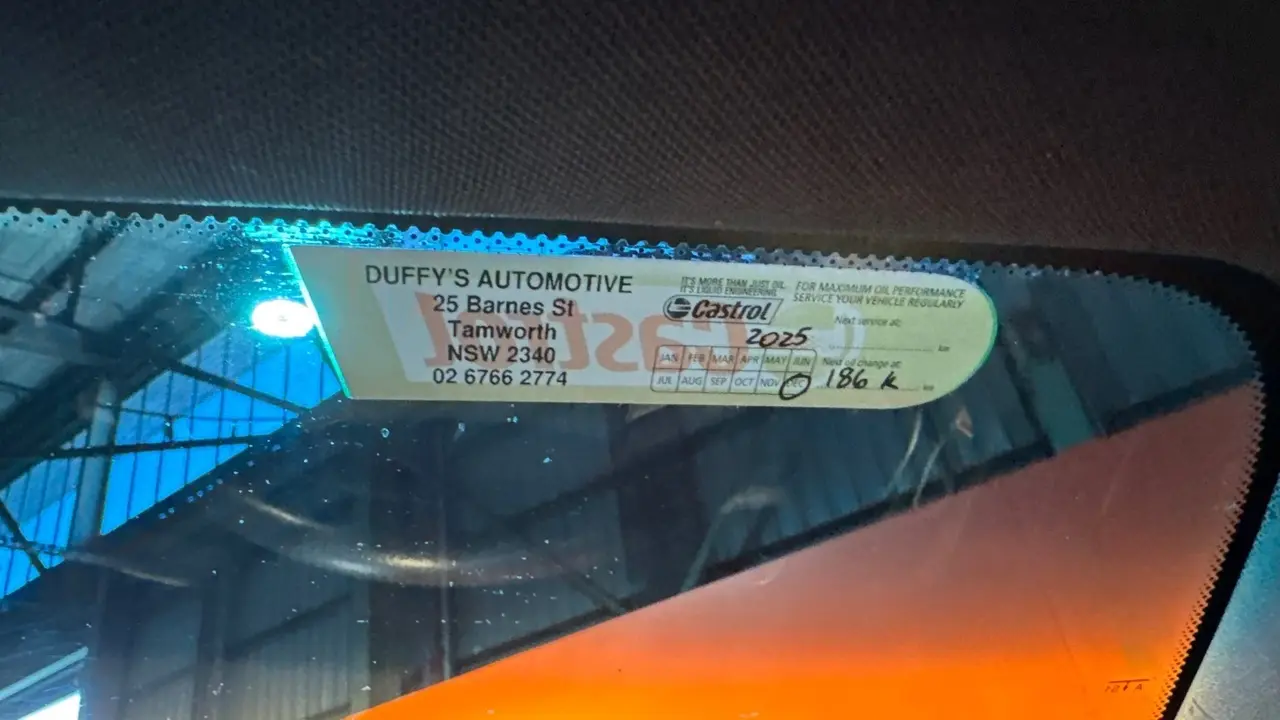 DUFFY'S AUTOMOTIVE
25 Barnes St
Tamworth
NSW 2340
02 6766 2774
IT'S MORE THAN JUST OIL.
IT'S LIQUID ENGINEERING.
Castrol
2025
JAN FEB MAR APR MAY JUN
JUL AUG SEP OCT NOV DEC
FOR MAXIMUM OIL PERFORMANCE
SERVICE YOUR VEHICLE REGULARLY
Next service at:
km
Next oil change at:
186 K km
Castrol